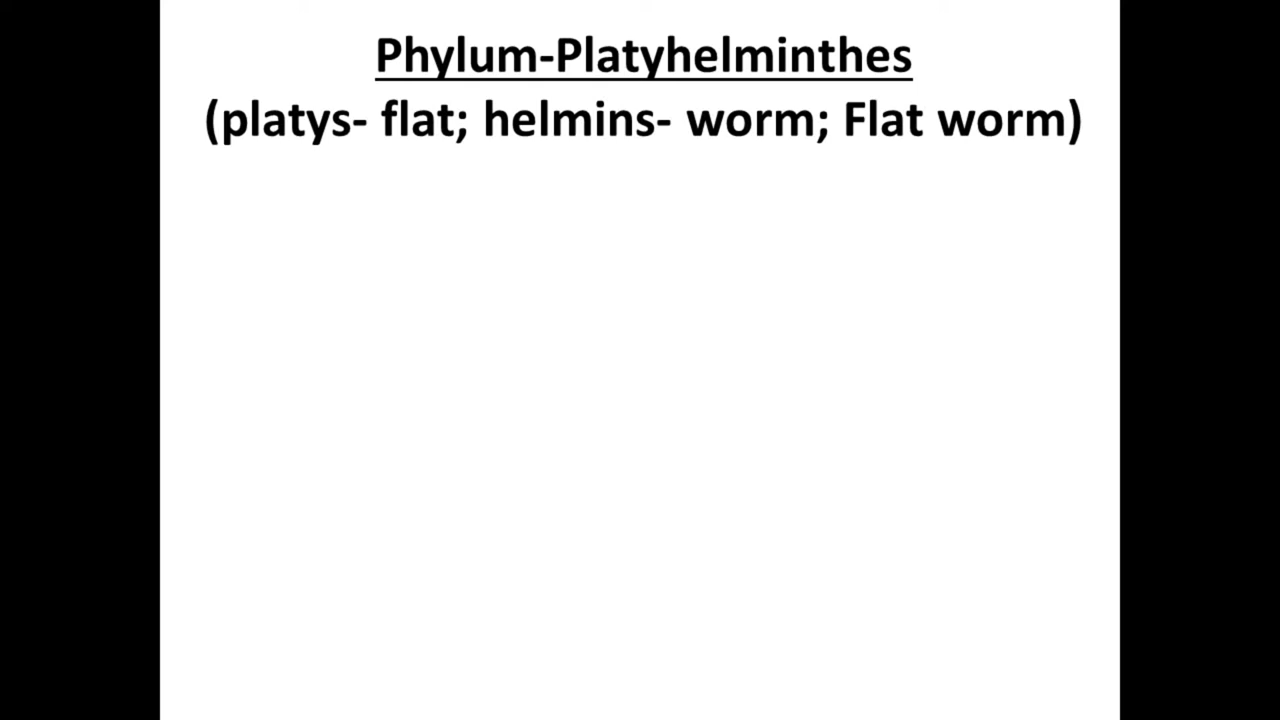 Phylum-Platyhelminthes
(platys- flat; helmins- worm; Flat worm)